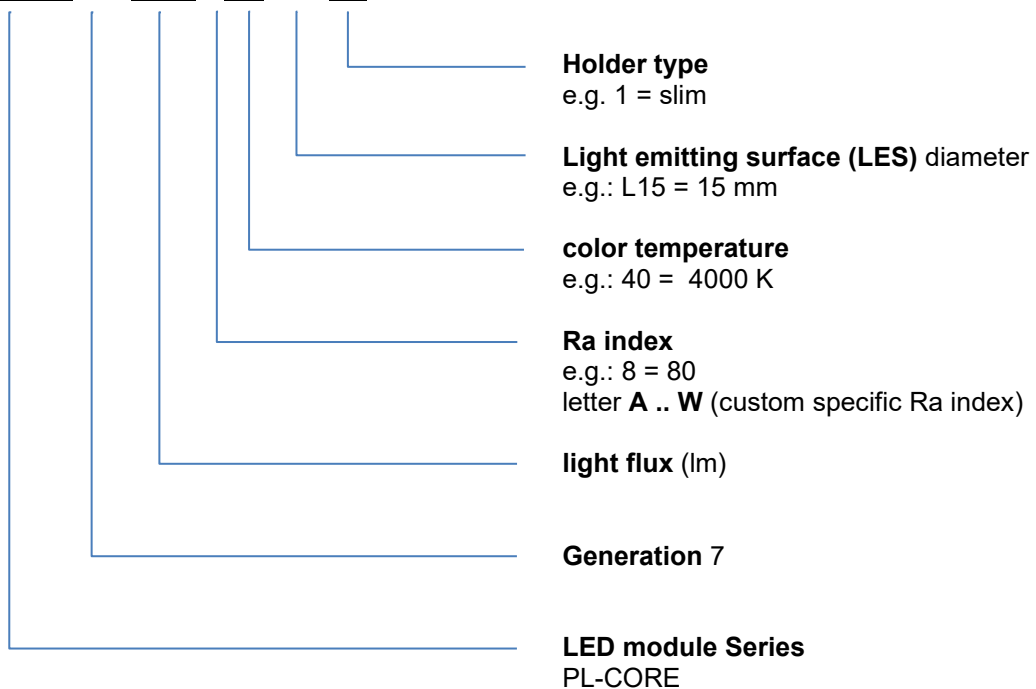 Holder type
e.g. 1 = slim
Light emitting surface (LES) diameter
e.g.: L15 = 15 mm
color temperature
e.g.: 40 = 4000 K
Ra index
e.g.: 8 = 80
letter A .. W (custom specific Ra index)
light flux (lm)
Generation 7
LED module Series
PL-CORE